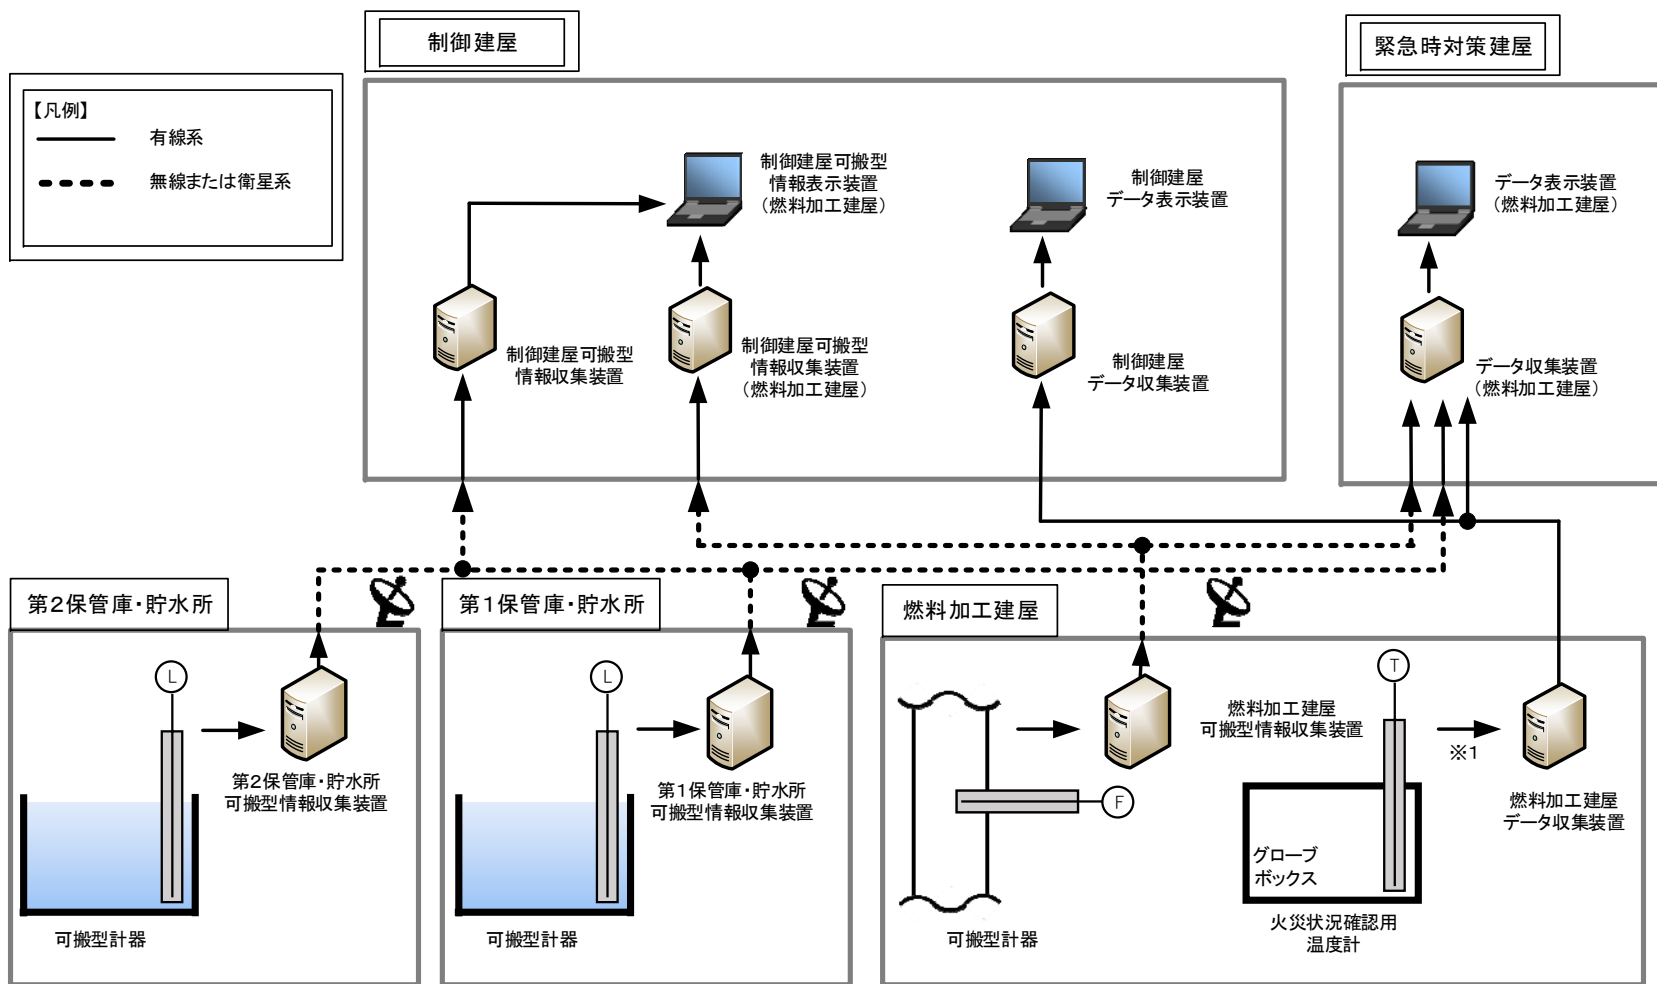 制御建屋
緊急時対策建屋
【凡例】
有線系
無線または衛星系
制御建屋可搬型
情報表示装置
（燃料加工建屋）
制御建屋
データ表示装置
データ表示装置
（燃料加工建屋）
制御建屋可搬型
情報収集装置
制御建屋可搬型
情報収集装置
（燃料加工建屋）
制御建屋
データ収集装置
データ収集装置
（燃料加工建屋）
第2保管庫・貯水所
第1保管庫・貯水所
燃料加工建屋
L
第2保管庫・貯水所
可搬型情報収集装置
可搬型計器
L
第1保管庫・貯水所
可搬型情報収集装置
可搬型計器
F
可搬型計器
燃料加工建屋
可搬型情報収集装置
T
※1
グローブ
ボックス
火災状況確認用
温度計
燃料加工建屋
データ収集装置